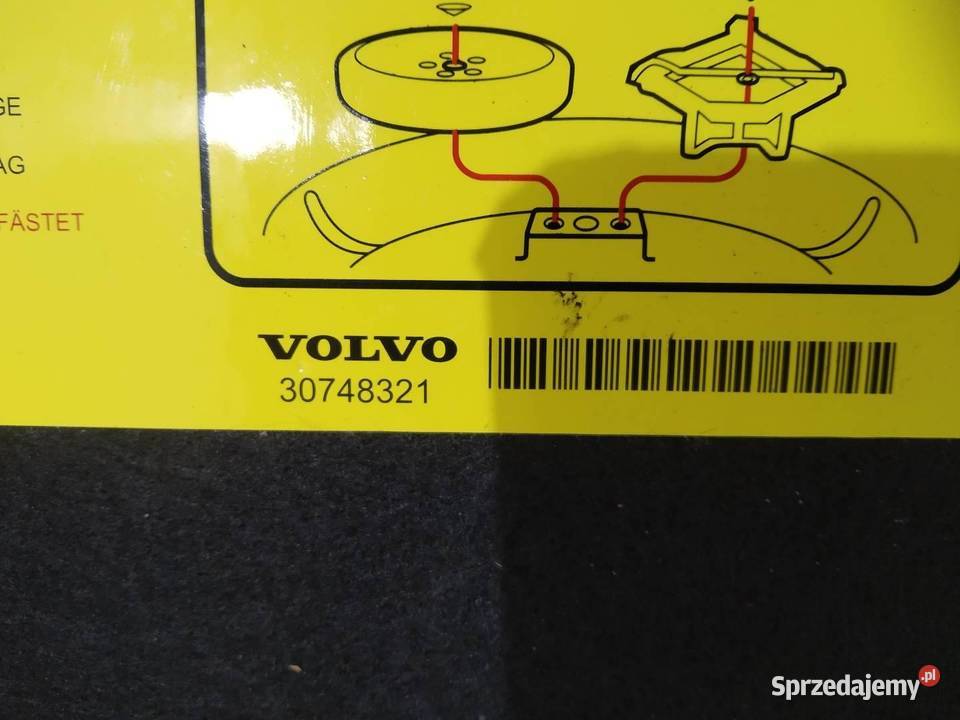 GE
AG
FÄSTET
VOLVO
30748321
Sprzedajemy.pl